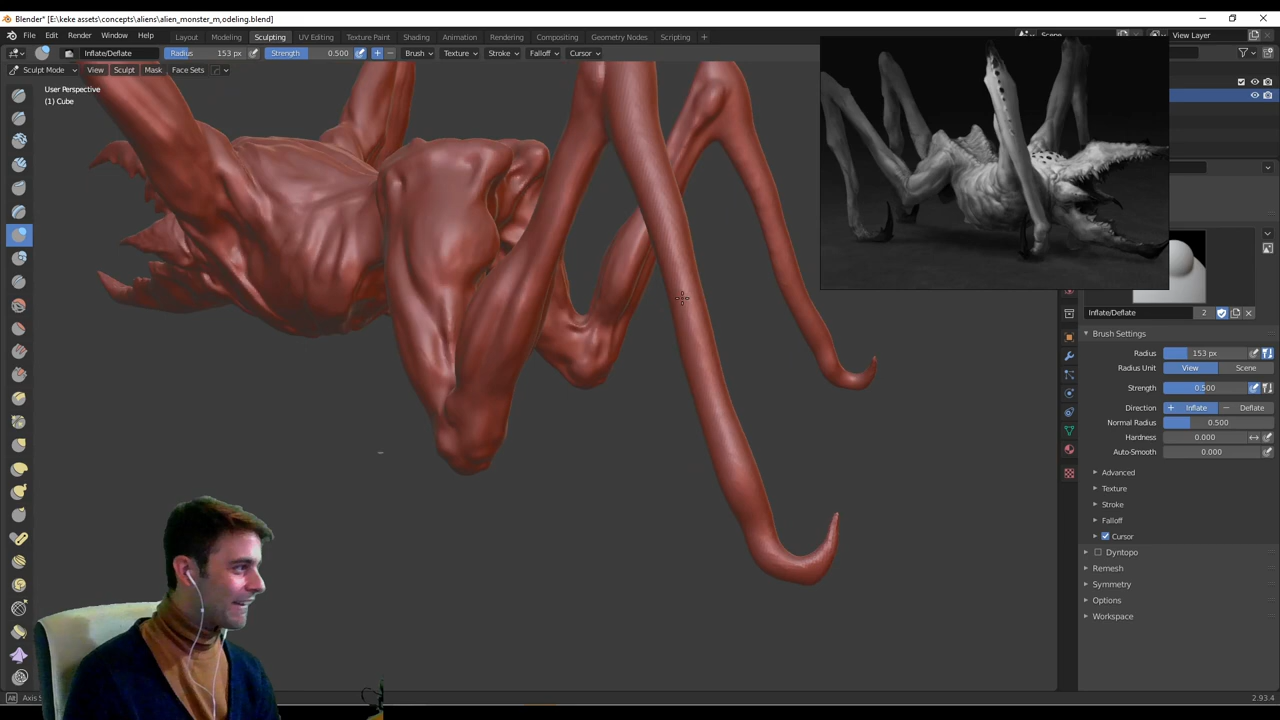 Blender* [E:\keke assets\concepts\aliens\alien_monster_m,odeling.blend]
File Edit Render Window Help Layout Modeling Sculpting UV Editing Texture Paint Shading Animation Rendering Compositing Geometry Nodes Scripting + View Layer
Inflate/Deflate Radius 153 px Strength 0.500 + − Brush Texture Stroke Falloff Cursor
Sculpt Mode View Sculpt Mask Face Sets
User Perspective
(1) Cube
Inflate/Deflate 2
Brush Settings
Radius 153 px
Radius Unit View Scene
Strength 0.500
Direction + Inflate − Deflate
Normal Radius 0.500
Hardness 0.000
Auto-Smooth 0.000
Advanced
Texture
Stroke
Falloff
Cursor
Dyntopo
Remesh
Symmetry
Options
Workspace
Alt Axis 2.93.4